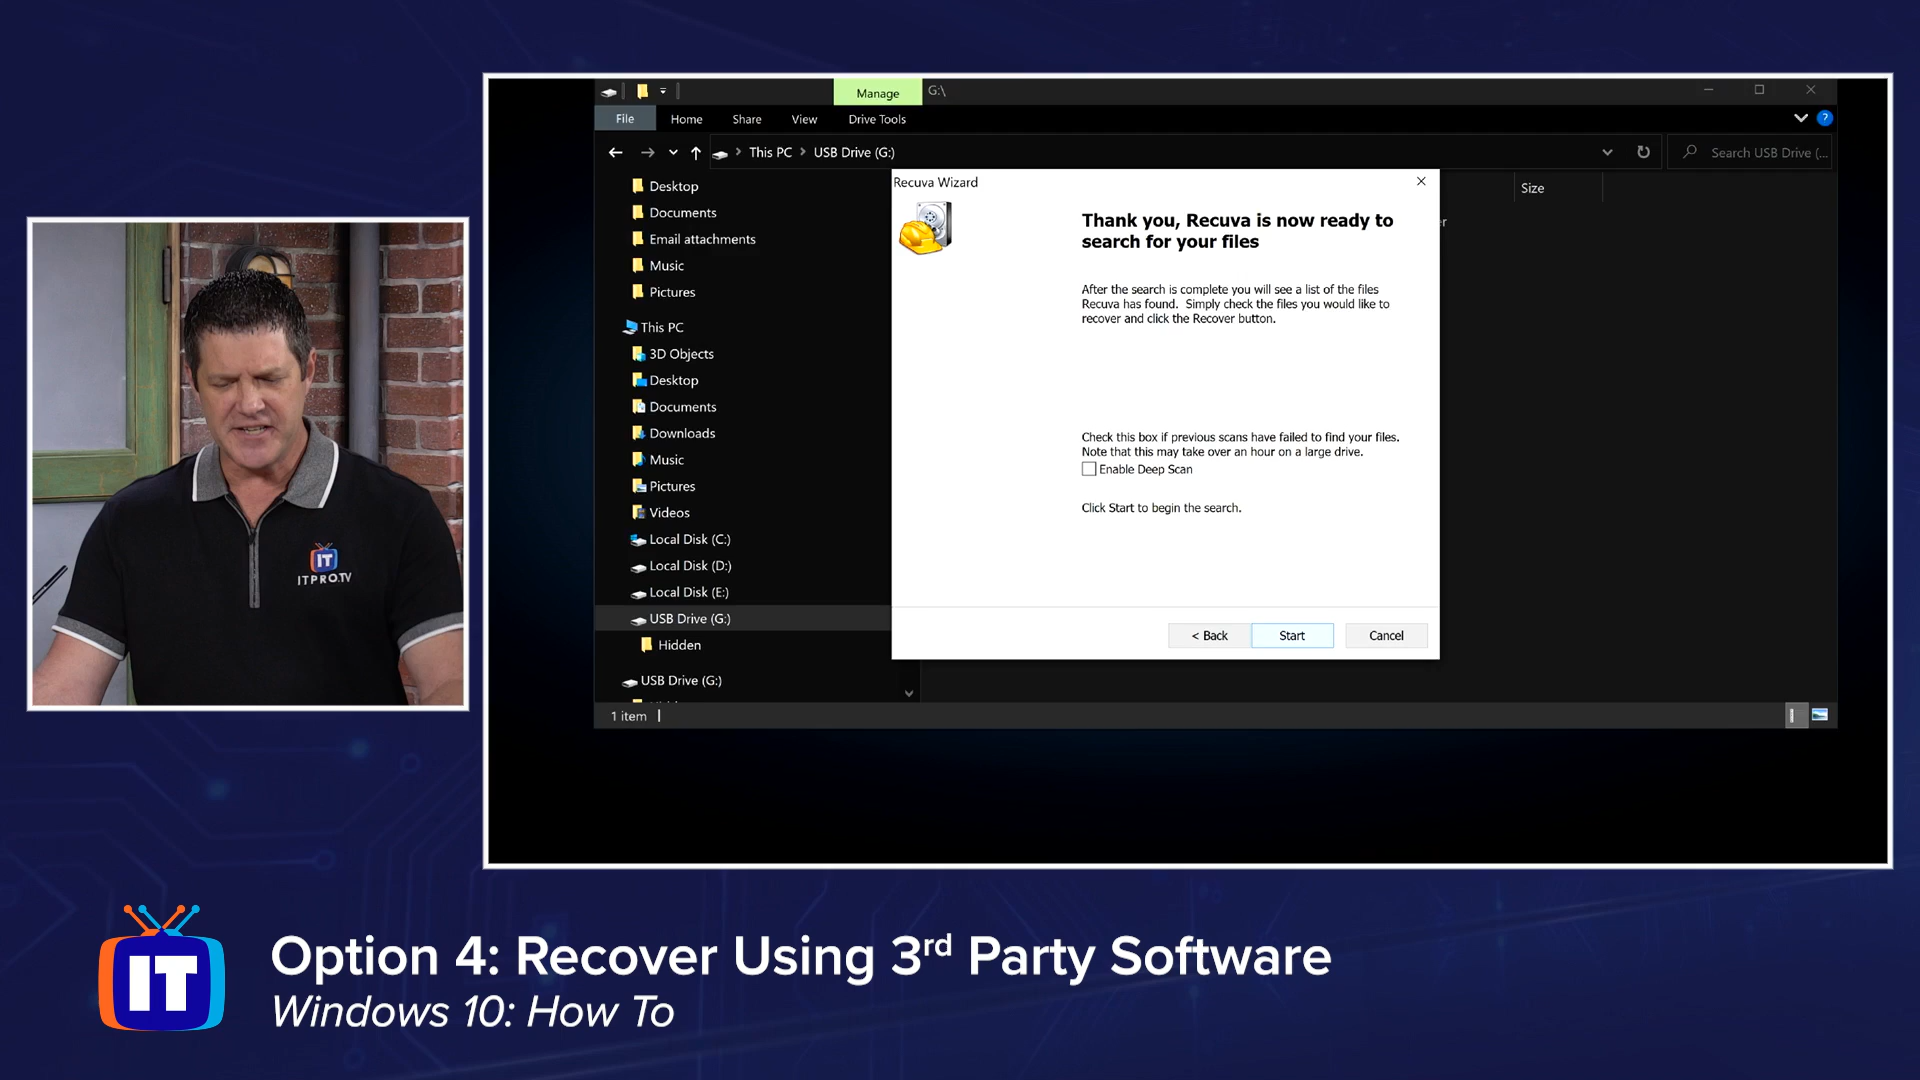 Manage
G:\
File
Home
Share
View
Drive Tools
?
This PC > USB Drive (G:)
Search USB Drive (...
Desktop
Documents
Email attachments
Music
Pictures
This PC
3D Objects
Desktop
Documents
Downloads
Music
Pictures
Videos
Local Disk (C:)
Local Disk (D:)
Local Disk (E:)
USB Drive (G:)
Hidden
USB Drive (G:)
1 item
Size
Recuva Wizard
Thank you, Recuva is now ready to
search for your files
After the search is complete you will see a list of the files
Recuva has found. Simply check the files you would like to
recover and click the Recover button.
Check this box if previous scans have failed to find your files.
Note that this may take over an hour on a large drive.
Enable Deep Scan
Click Start to begin the search.
< Back
Start
Cancel
IT
ITPRO.TV
IT
Option 4: Recover Using 3rd Party Software
Windows 10: How To